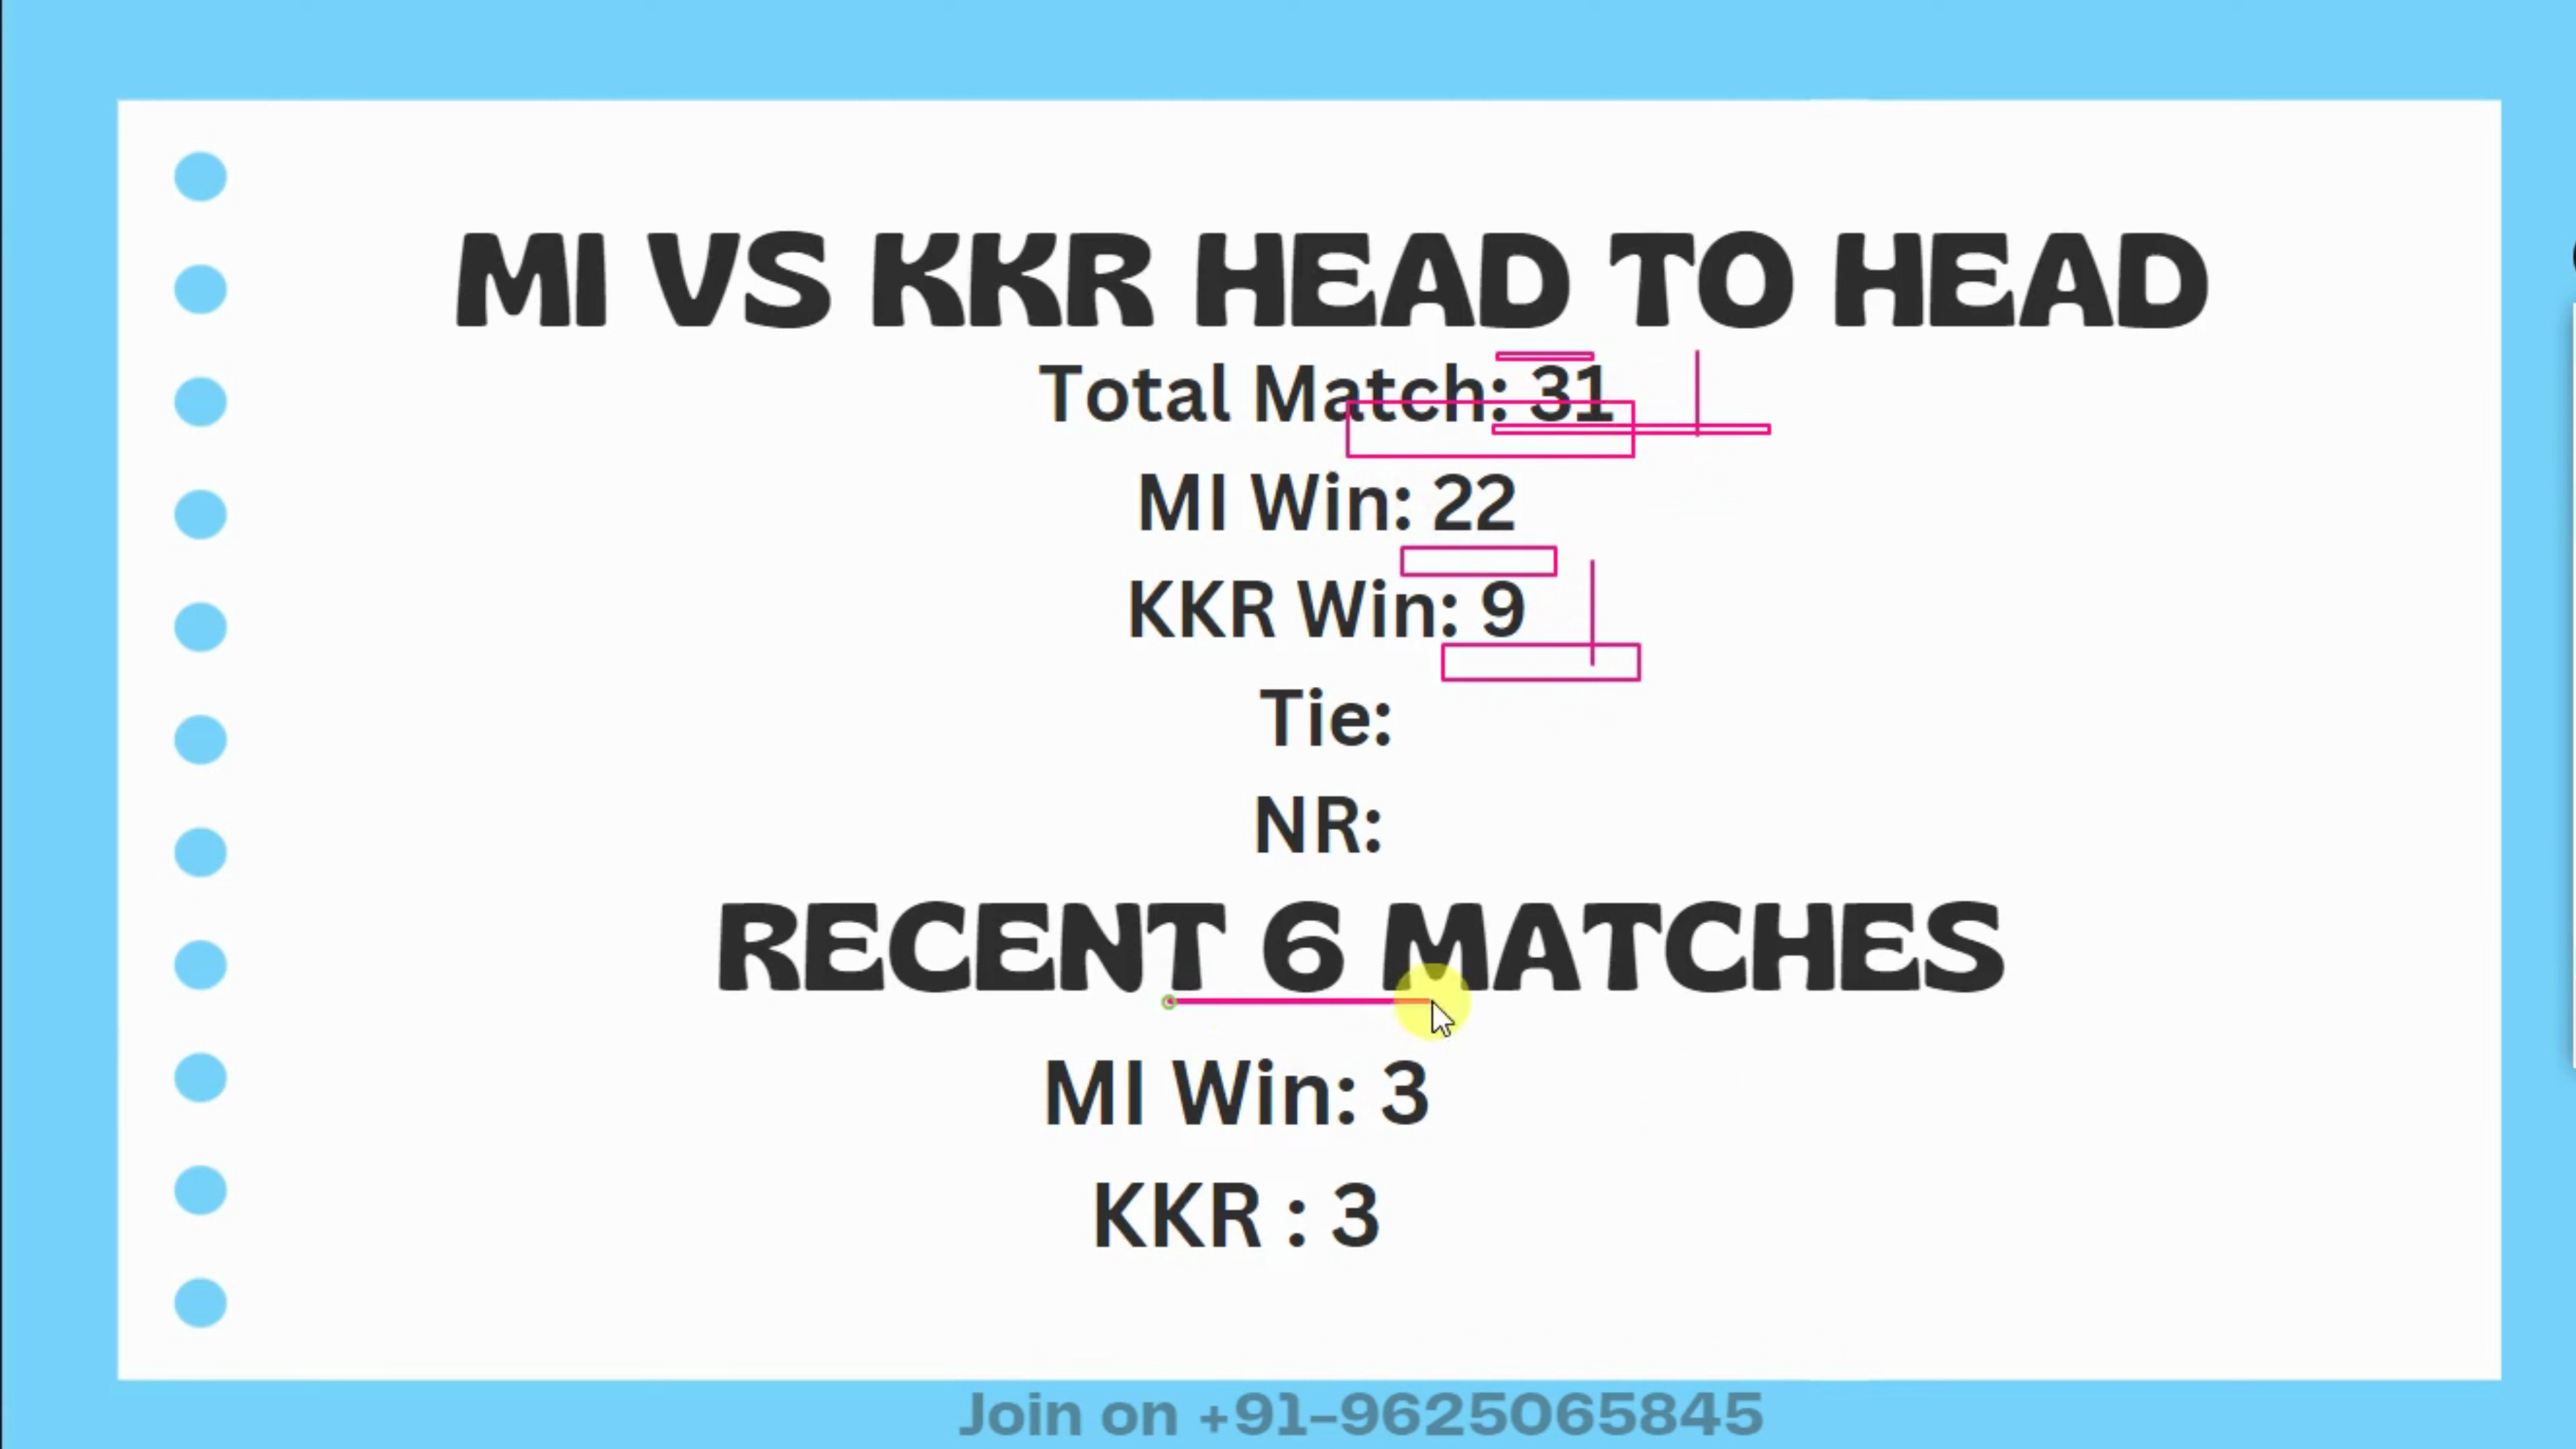 MI VS KKR HEAD TO HEAD
Total Match: 31
MI Win: 22
KKR Win: 9
Tie:
NR:
RECENT 6 MATCHES
MI Win: 3
KKR : 3
Join on +91-9625065845